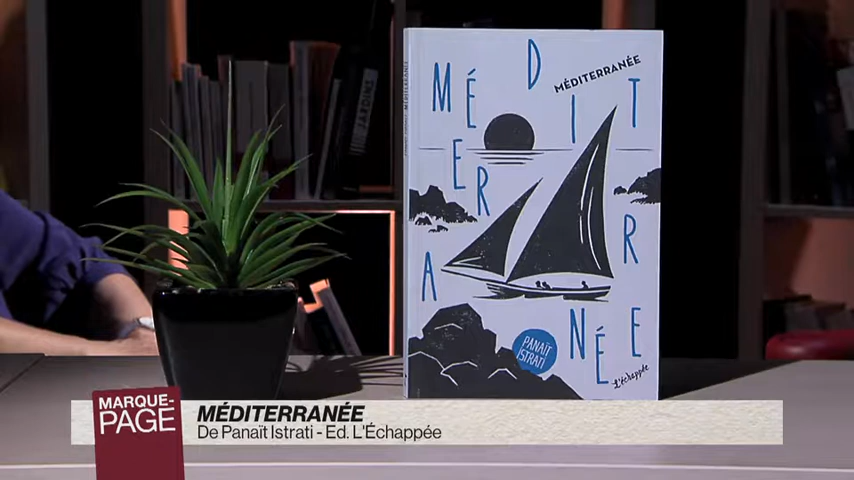 MÉDITERRANÉE
MÉDITERRANÉE
PANAÏT
ISTRATI
L'échappée
MARQUE-
PAGE
MÉDITERRANÉE
De Panaït Istrati - Ed. L'Échappée